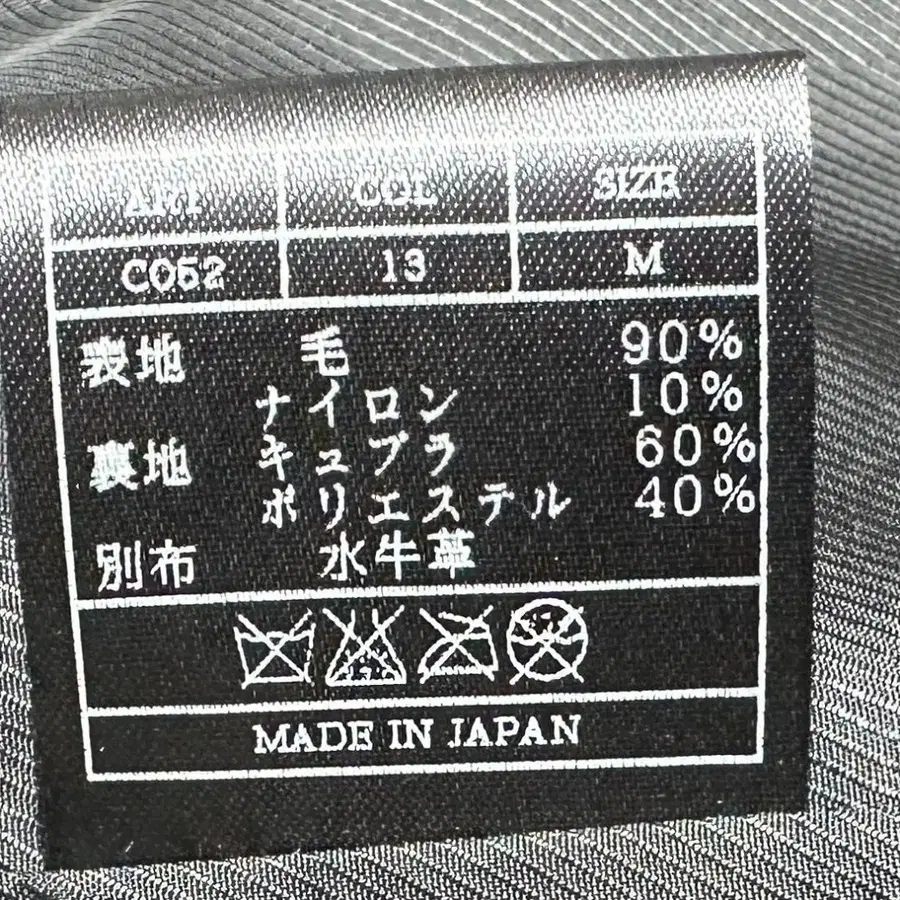 ART COL SIZE
C052 13 M
表地 毛 90%
ナイロン 10%
裏地 キュプラ 60%
ポリエステル 40%
別布 水牛革
MADE IN JAPAN